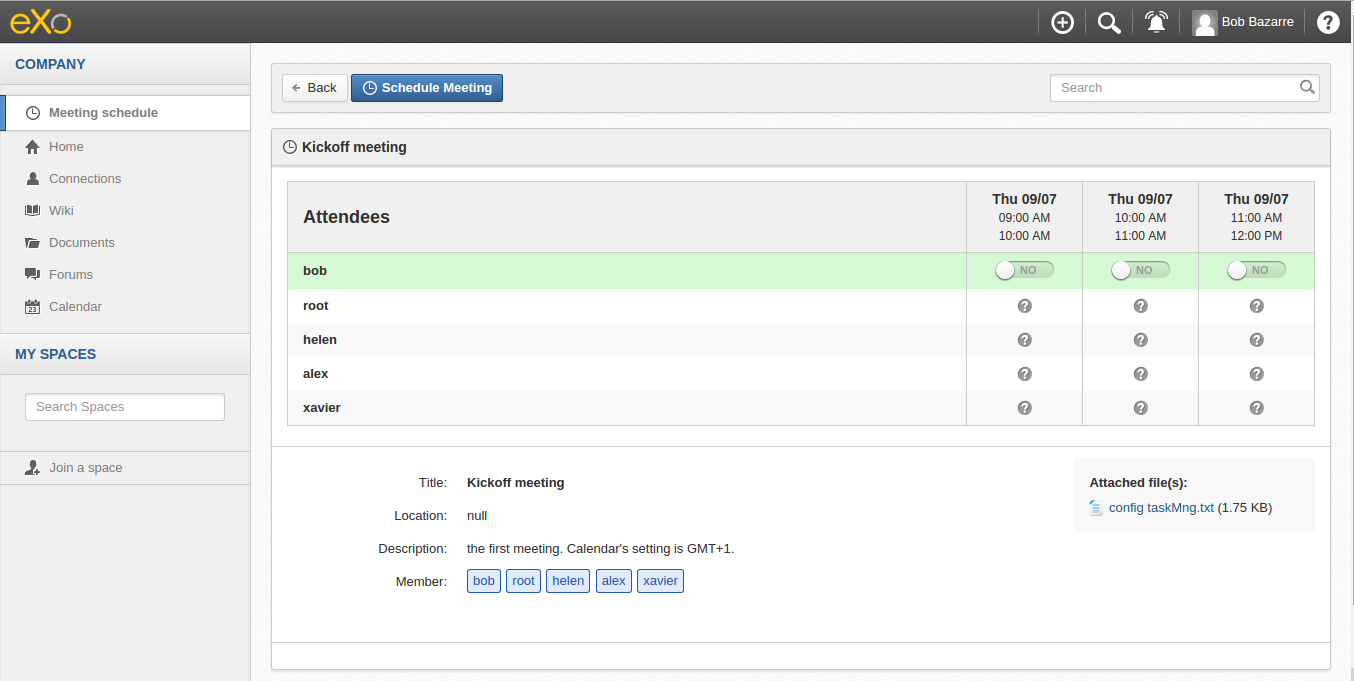 eXo
Bob Bazarre
?
COMPANY
Meeting schedule
Home
Connections
Wiki
Documents
Forums
23 Calendar
MY SPACES
Search Spaces
Join a space
Back
Schedule Meeting
Search
Kickoff meeting
Attendees
Thu 09/07
09:00 AM
10:00 AM
Thu 09/07
10:00 AM
11:00 AM
Thu 09/07
11:00 AM
12:00 PM
bob NO NO NO
root ? ? ?
helen ? ? ?
alex ? ? ?
xavier ? ? ?
Title: Kickoff meeting
Location: null
Description: the first meeting. Calendar's setting is GMT+1.
Member: bob root helen alex xavier
Attached file(s):
config taskMng.txt (1.75 KB)